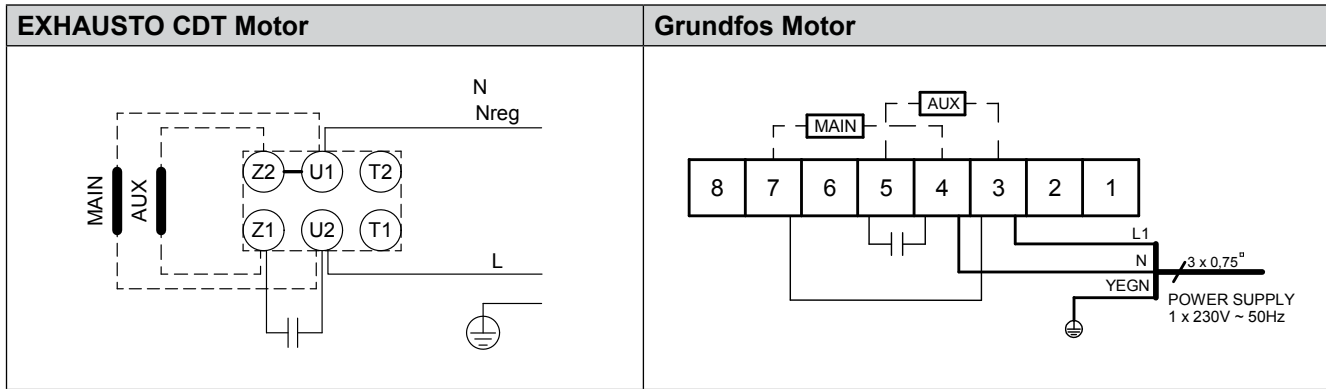 EXHAUSTO CDT Motor
Grundfos Motor
N
Nreg
MAIN
AUX
Z2 U1 T2
Z1 U2 T1
L
AUX
MAIN
8 7 6 5 4 3 2 1
L1
N
YEGN
3 x 0,75□
POWER SUPPLY
1 x 230V ~ 50Hz